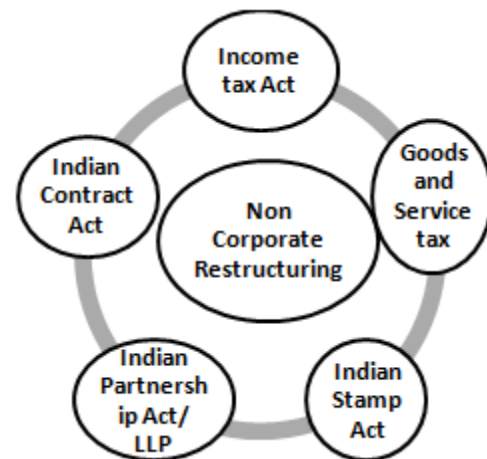 Income
tax Act
Goods
and
Service
tax
Indian
Stamp
Act
Indian
Partnersh
ip Act/
LLP
Indian
Contract
Act
Non
Corporate
Restructuring